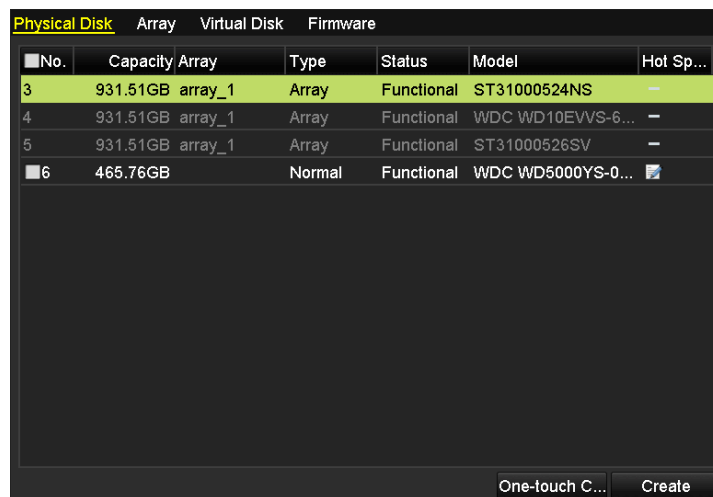 Physical Disk Array Virtual Disk Firmware
No. Capacity Array Type Status Model Hot Sp...
3 931.51GB array_1 Array Functional ST31000524NS –
4 931.51GB array_1 Array Functional WDC WD10EVVS-6... –
5 931.51GB array_1 Array Functional ST31000526SV –
6 465.76GB Normal Functional WDC WD5000YS-0...
One-touch C... Create